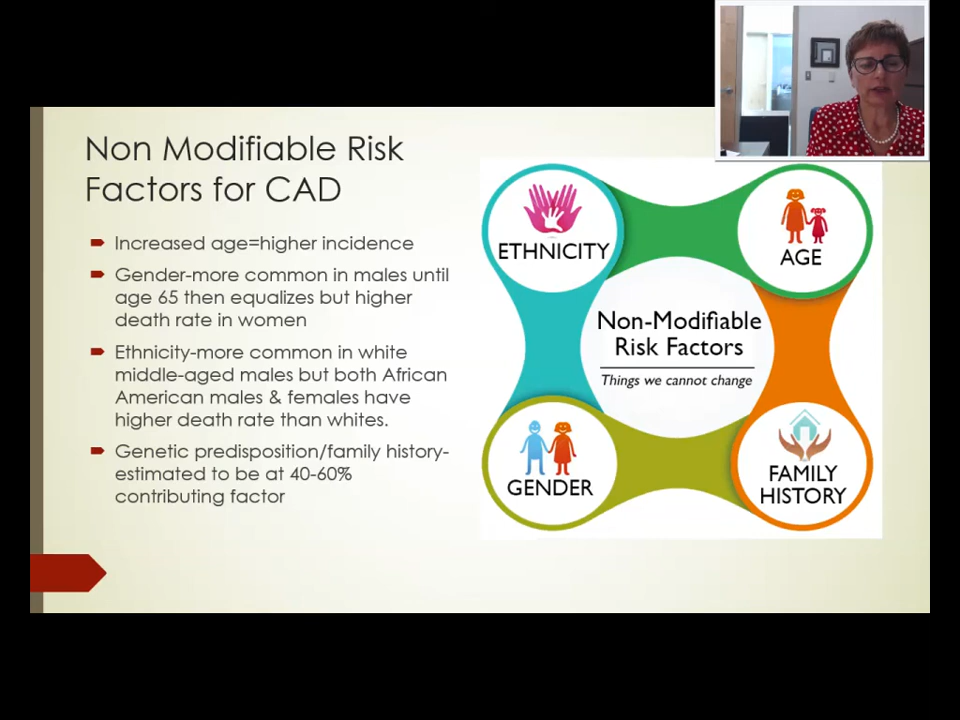 Non Modifiable Risk
Factors for CAD
Increased age=higher incidence
Gender-more common in males until
age 65 then equalizes but higher
death rate in women
Ethnicity-more common in white
middle-aged males but both African
American males & females have
higher death rate than whites.
Genetic predisposition/family history-
estimated to be at 40-60%
contributing factor
ETHNICITY
AGE
Non-Modifiable
Risk Factors
Things we cannot change
GENDER
FAMILY
HISTORY